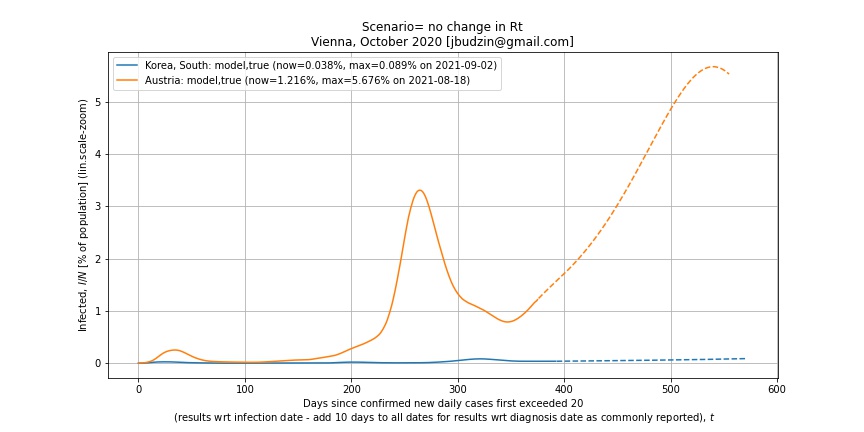 Scenario= no change in Rt
Vienna, October 2020 [jbudzin@gmail.com]
Korea, South: model,true (now=0.038%, max=0.089% on 2021-09-02)
Austria: model,true (now=1.216%, max=5.676% on 2021-08-18)
Infected, I/N [% of population] (lin.scale-zoom)
5
4
3
2
1
0
0 100 200 300 400 500 600
Days since confirmed new daily cases first exceeded 20
(results wrt infection date - add 10 days to all dates for results wrt diagnosis date as commonly reported), t